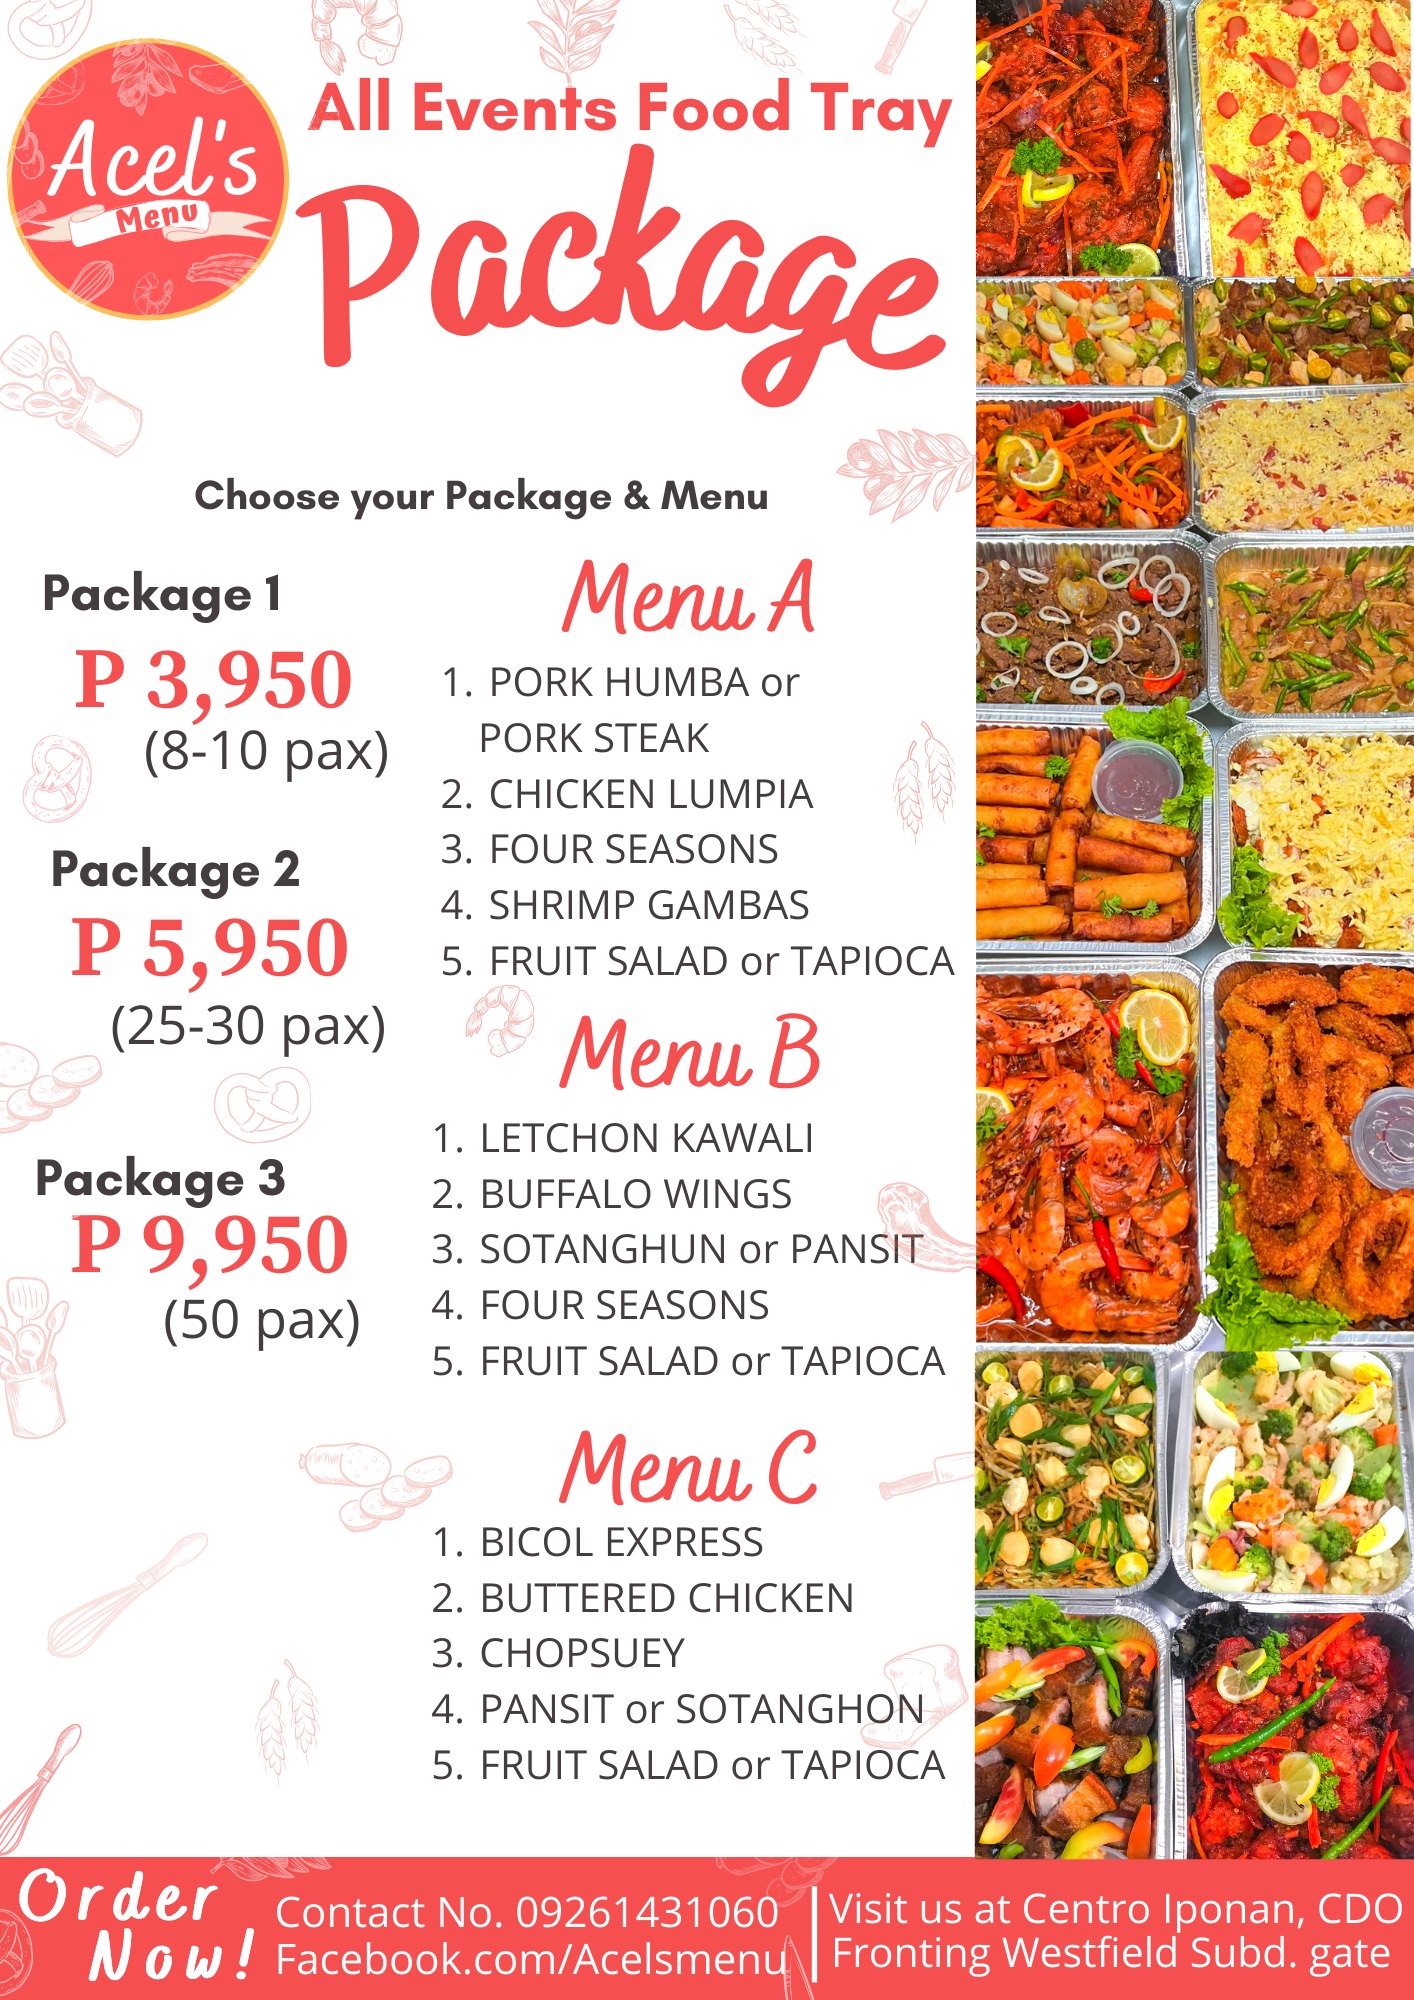 Acel's
Menu
All Events Food Tray
Package
Choose your Package & Menu
Package 1
P 3,950
(8-10 pax)
Package 2
P 5,950
(25-30 pax)
Package 3
P 9,950
(50 pax)
Menu A
1. PORK HUMBA or
PORK STEAK
2. CHICKEN LUMPIA
3. FOUR SEASONS
4. SHRIMP GAMBAS
5. FRUIT SALAD or TAPIOCA
Menu B
1. LETCHON KAWALI
2. BUFFALO WINGS
3. SOTANGHUN or PANSIT
4. FOUR SEASONS
5. FRUIT SALAD or TAPIOCA
Menu C
1. BICOL EXPRESS
2. BUTTERED CHICKEN
3. CHOPSUEY
4. PANSIT or SOTANGHON
5. FRUIT SALAD or TAPIOCA
Order
Now!
Contact No. 09261431060
Facebook.com/Acelsmenu
Visit us at Centro Iponan, CDO
Fronting Westfield Subd. gate